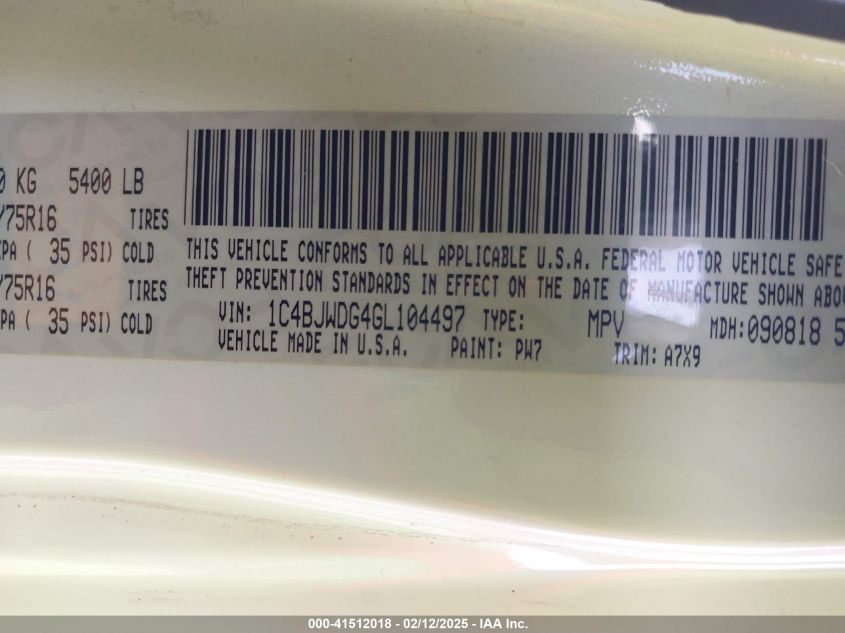 0 KG 5400 LB
/75R16 TIRES
PA ( 35 PSI) COLD
/75R16 TIRES
PA ( 35 PSI) COLD
THIS VEHICLE CONFORMS TO ALL APPLICABLE U.S.A. FEDERAL MOTOR VEHICLE SAFE
THEFT PREVENTION STANDARDS IN EFFECT ON THE DATE OF MANUFACTURE SHOWN ABO
VIN: 1C4BJWDG4GL104497 TYPE: MPV MDH:090818 5
VEHICLE MADE IN U.S.A. PAINT: PW7 TRIM: A7X9
000-41512018 - 02/12/2025 - IAA Inc.